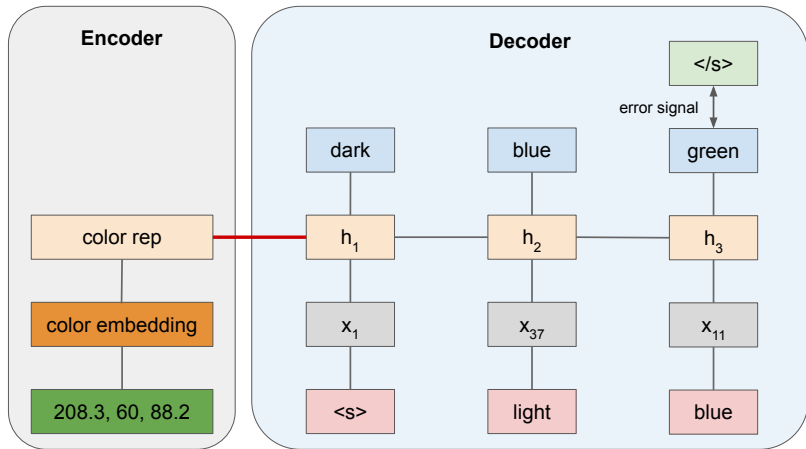 Encoder
Decoder
</s>
error signal
dark
blue
green
color rep
h1
h2
h3
color embedding
x1
x37
x11
208.3, 60, 88.2
<s>
light
blue